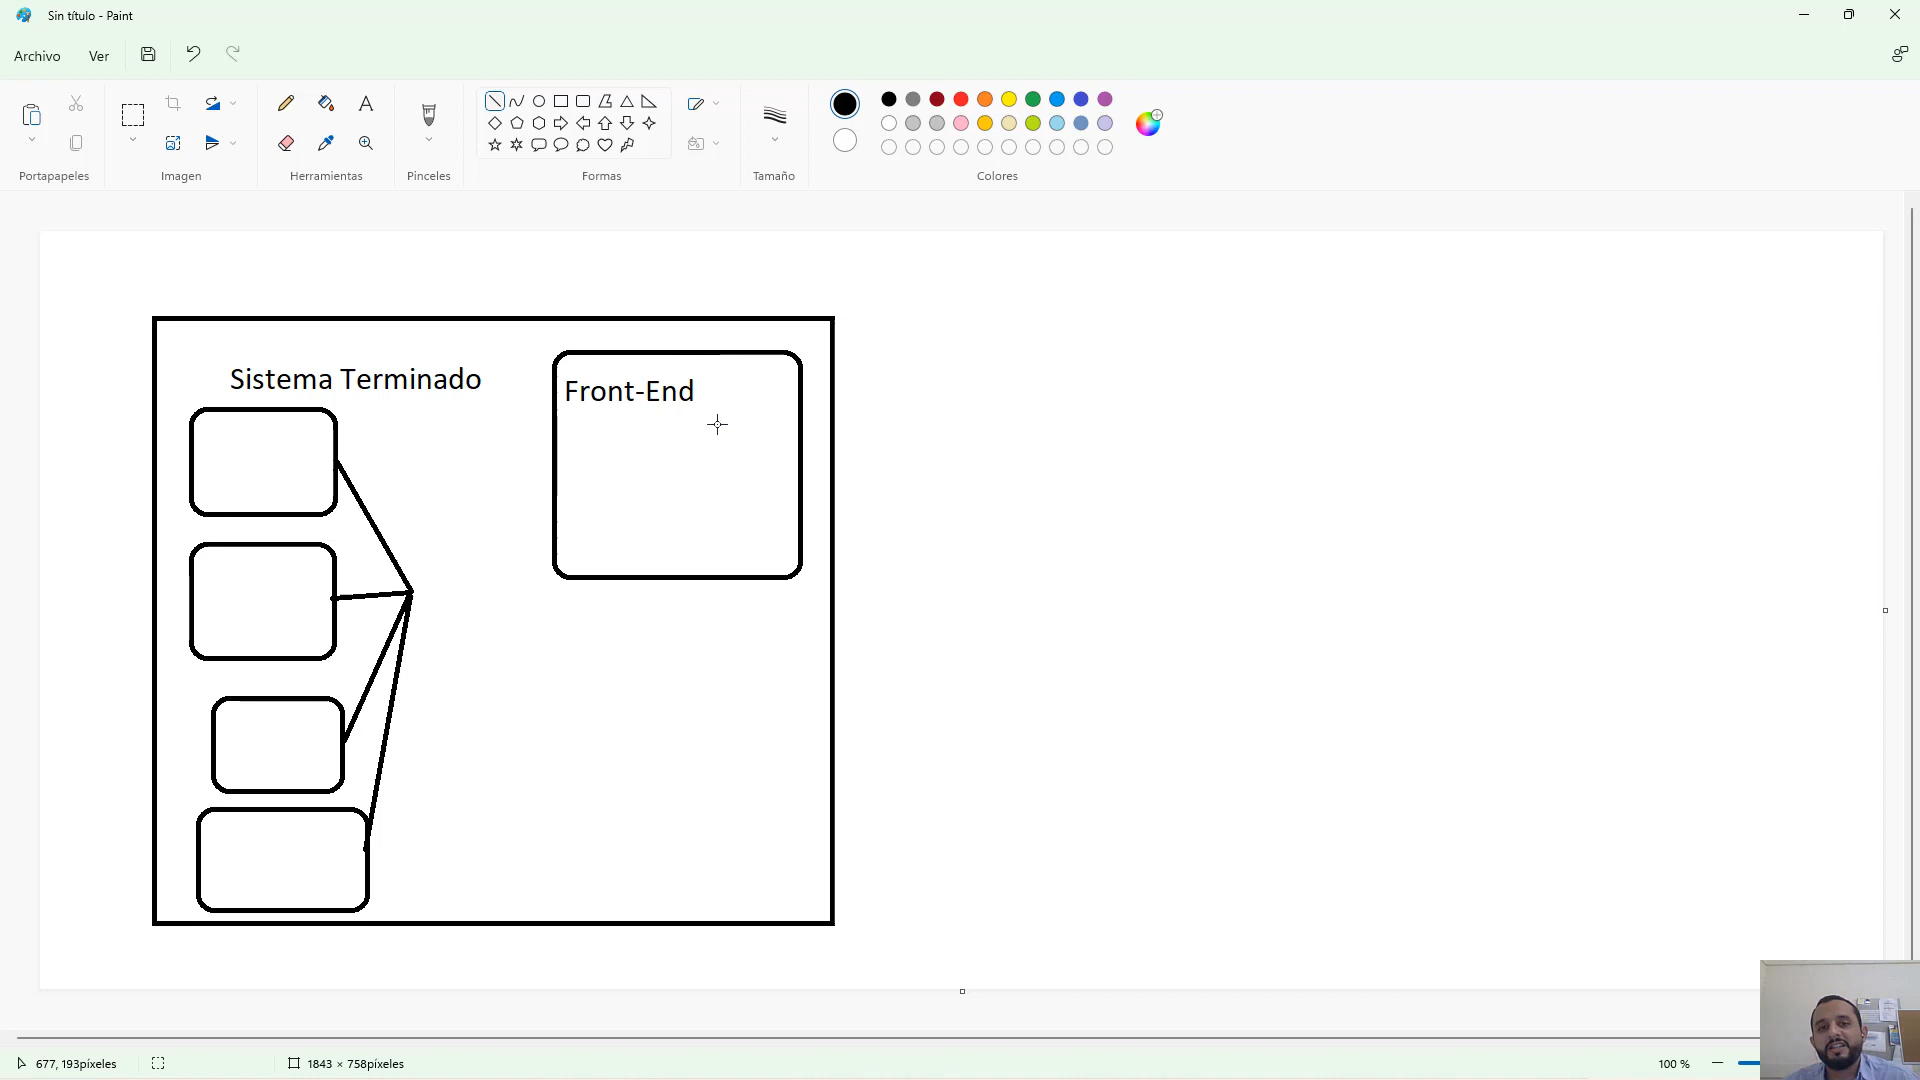 Sin título - Paint
Archivo
Ver
Portapapeles
Imagen
Herramientas
Pinceles
Formas
Tamaño
Colores
Sistema Terminado
Front-End
677, 193píxeles
1843 × 758píxeles
100 %